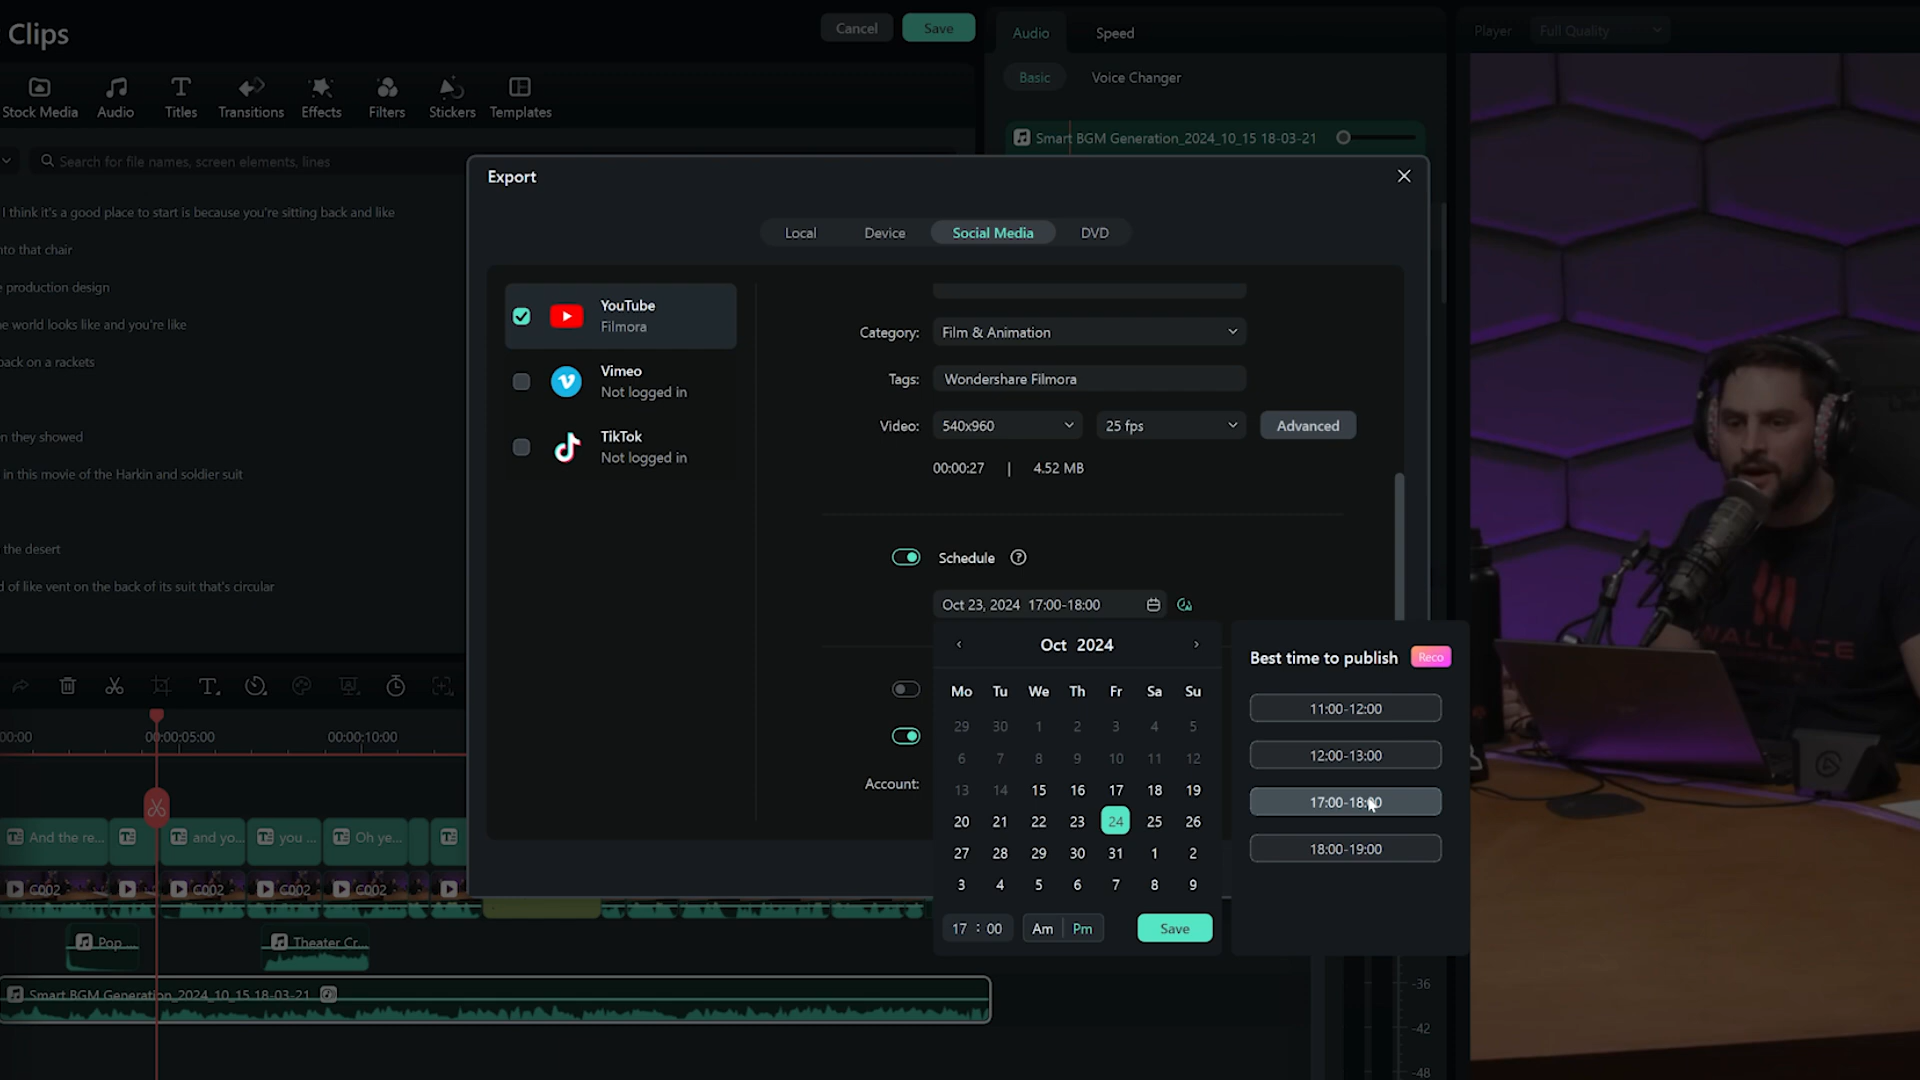 Clips
Cancel
Save
Stock Media
Audio
Titles
Transitions
Effects
Filters
Stickers
Templates
Search for file names, screen elements, lines
I think it's a good place to start is because you're sitting back and like
nto that chair
e production design
ne world looks like and you're like
back on a rackets
n they showed
in this movie of the Harkin and soldier suit
the desert
d of like vent on the back of its suit that's circular
Audio
Speed
Basic
Voice Changer
Smart BGM Generation_2024_10_15 18-03-21
Player
Full Quality
Export
Local
Device
Social Media
DVD
YouTube
Filmora
Vimeo
Not logged in
TikTok
Not logged in
Category:
Film & Animation
Tags:
Wondershare Filmora
Video:
540x960
25 fps
Advanced
00:00:27 | 4.52 MB
Schedule
Oct 23, 2024 17:00-18:00
Account:
Oct 2024
Mo Tu We Th Fr Sa Su
29 30 1 2 3 4 5
6 7 8 9 10 11 12
13 14 15 16 17 18 19
20 21 22 23 24 25 26
27 28 29 30 31 1 2
3 4 5 6 7 8 9
17 : 00
Am
Pm
Save
Best time to publish
Reco
11:00-12:00
12:00-13:00
17:00-18:00
18:00-19:00
WALLACE
00:00
00:00:05:00
00:00:10:00
And the re...
and yo...
you ...
Oh ye...
C002
C002
C002
C002
Pop...
Theater Cr...
Smart BGM Generation_2024_10_15 18-03-21
-36
-42
-48